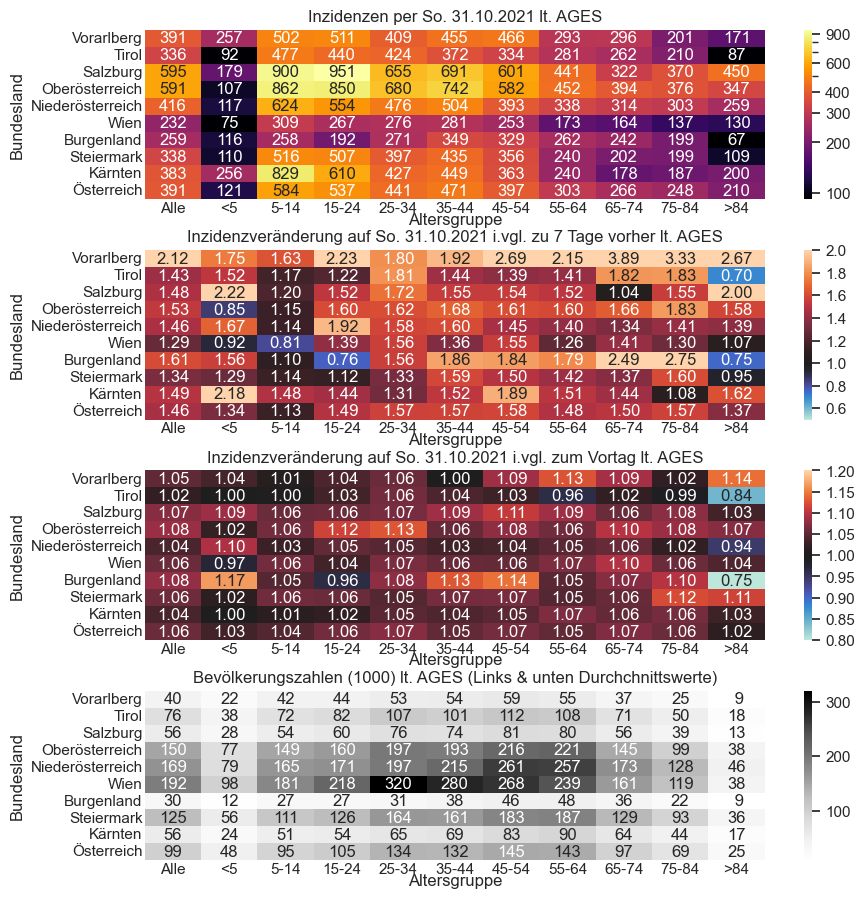 Inzidenzen per So. 31.10.2021 lt. AGES
Vorarlberg 391 257 502 511 409 455 466 293 296 201 171
Tirol 336 92 477 440 424 372 334 281 262 210 87
Salzburg 595 179 900 951 655 691 601 441 322 370 450
Oberösterreich 591 107 862 850 680 742 582 452 394 376 347
Niederösterreich 416 117 624 554 476 504 393 338 314 303 259
Wien 232 75 309 267 276 281 253 173 164 137 130
Burgenland 259 116 258 192 271 349 329 262 242 199 67
Steiermark 338 110 516 507 397 435 356 240 202 199 109
Kärnten 383 256 829 610 427 449 363 240 178 187 200
Österreich 391 121 584 537 441 471 397 303 266 248 210
Alle <5 5-14 15-24 25-34 35-44 45-54 55-64 65-74 75-84 >84
Altersgruppe
Bundesland
900
600
400
300
200
100
Inzidenzveränderung auf So. 31.10.2021 i.vgl. zu 7 Tage vorher lt. AGES
Vorarlberg 2.12 1.75 1.63 2.23 1.80 1.92 2.69 2.15 3.89 3.33 2.67
Tirol 1.43 1.52 1.17 1.22 1.81 1.44 1.39 1.41 1.82 1.83 0.70
Salzburg 1.48 2.22 1.20 1.52 1.72 1.55 1.54 1.52 1.04 1.55 2.00
Oberösterreich 1.53 0.85 1.15 1.60 1.62 1.68 1.61 1.60 1.66 1.83 1.58
Niederösterreich 1.46 1.67 1.14 1.92 1.58 1.60 1.45 1.40 1.34 1.41 1.39
Wien 1.29 0.92 0.81 1.39 1.56 1.36 1.55 1.26 1.41 1.30 1.07
Burgenland 1.61 1.56 1.10 0.76 1.56 1.86 1.84 1.79 2.49 2.75 0.75
Steiermark 1.34 1.29 1.14 1.12 1.33 1.59 1.50 1.42 1.37 1.60 0.95
Kärnten 1.49 2.18 1.48 1.44 1.31 1.52 1.89 1.45 1.44 1.08 1.62
Österreich 1.46 1.34 1.13 1.49 1.57 1.57 1.58 1.48 1.50 1.57 1.37
Alle <5 5-14 15-24 25-34 35-44 45-54 55-64 65-74 75-84 >84
Altersgruppe
Bundesland
2.0
1.8
1.6
1.4
1.2
1.0
0.8
0.6
Inzidenzveränderung auf So. 31.10.2021 i.vgl. zum Vortag lt. AGES
Vorarlberg 1.05 1.04 1.01 1.04 1.06 1.00 1.09 1.13 1.09 1.02 1.14
Tirol 1.02 1.00 1.00 1.03 1.06 1.04 1.03 0.96 1.02 0.99 0.84
Salzburg 1.07 1.09 1.06 1.06 1.07 1.09 1.11 1.09 1.06 1.08 1.03
Oberösterreich 1.08 1.02 1.06 1.12 1.13 1.06 1.08 1.06 1.10 1.08 1.07
Niederösterreich 1.04 1.10 1.03 1.05 1.05 1.03 1.04 1.05 1.06 1.02 0.94
Wien 1.06 0.97 1.06 1.04 1.07 1.06 1.06 1.07 1.10 1.06 1.04
Burgenland 1.08 1.17 1.05 0.96 1.08 1.13 1.14 1.05 1.07 1.10 0.75
Steiermark 1.06 1.02 1.06 1.06 1.05 1.07 1.07 1.05 1.05 1.12 1.11
Kärnten 1.04 1.00 1.01 1.02 1.05 1.04 1.05 1.07 1.06 1.06 1.03
Österreich 1.06 1.03 1.04 1.06 1.07 1.05 1.07 1.05 1.07 1.06 1.02
Alle <5 5-14 15-24 25-34 35-44 45-54 55-64 65-74 75-84 >84
Altersgruppe
Bundesland
1.20
1.15
1.10
1.05
1.00
0.95
0.90
0.85
0.80
Bevölkerungszahlen (1000) lt. AGES (Links & unten Durchchnittswerte)
Vorarlberg 40 22 42 44 53 54 59 55 37 25 9
Tirol 76 38 72 82 107 101 112 108 71 50 18
Salzburg 56 28 54 60 76 74 81 80 56 39 13
Oberösterreich 150 77 149 160 197 193 216 221 145 99 38
Niederösterreich 169 79 165 171 197 215 261 257 173 128 46
Wien 192 98 181 218 320 280 268 239 161 119 38
Burgenland 30 12 27 27 31 38 46 48 36 22 9
Steiermark 125 56 111 126 164 161 183 187 129 93 36
Kärnten 56 24 51 54 65 69 83 90 64 44 17
Österreich 99 48 95 105 134 132 145 143 97 69 25
Alle <5 5-14 15-24 25-34 35-44 45-54 55-64 65-74 75-84 >84
Altersgruppe
Bundesland
300
200
100